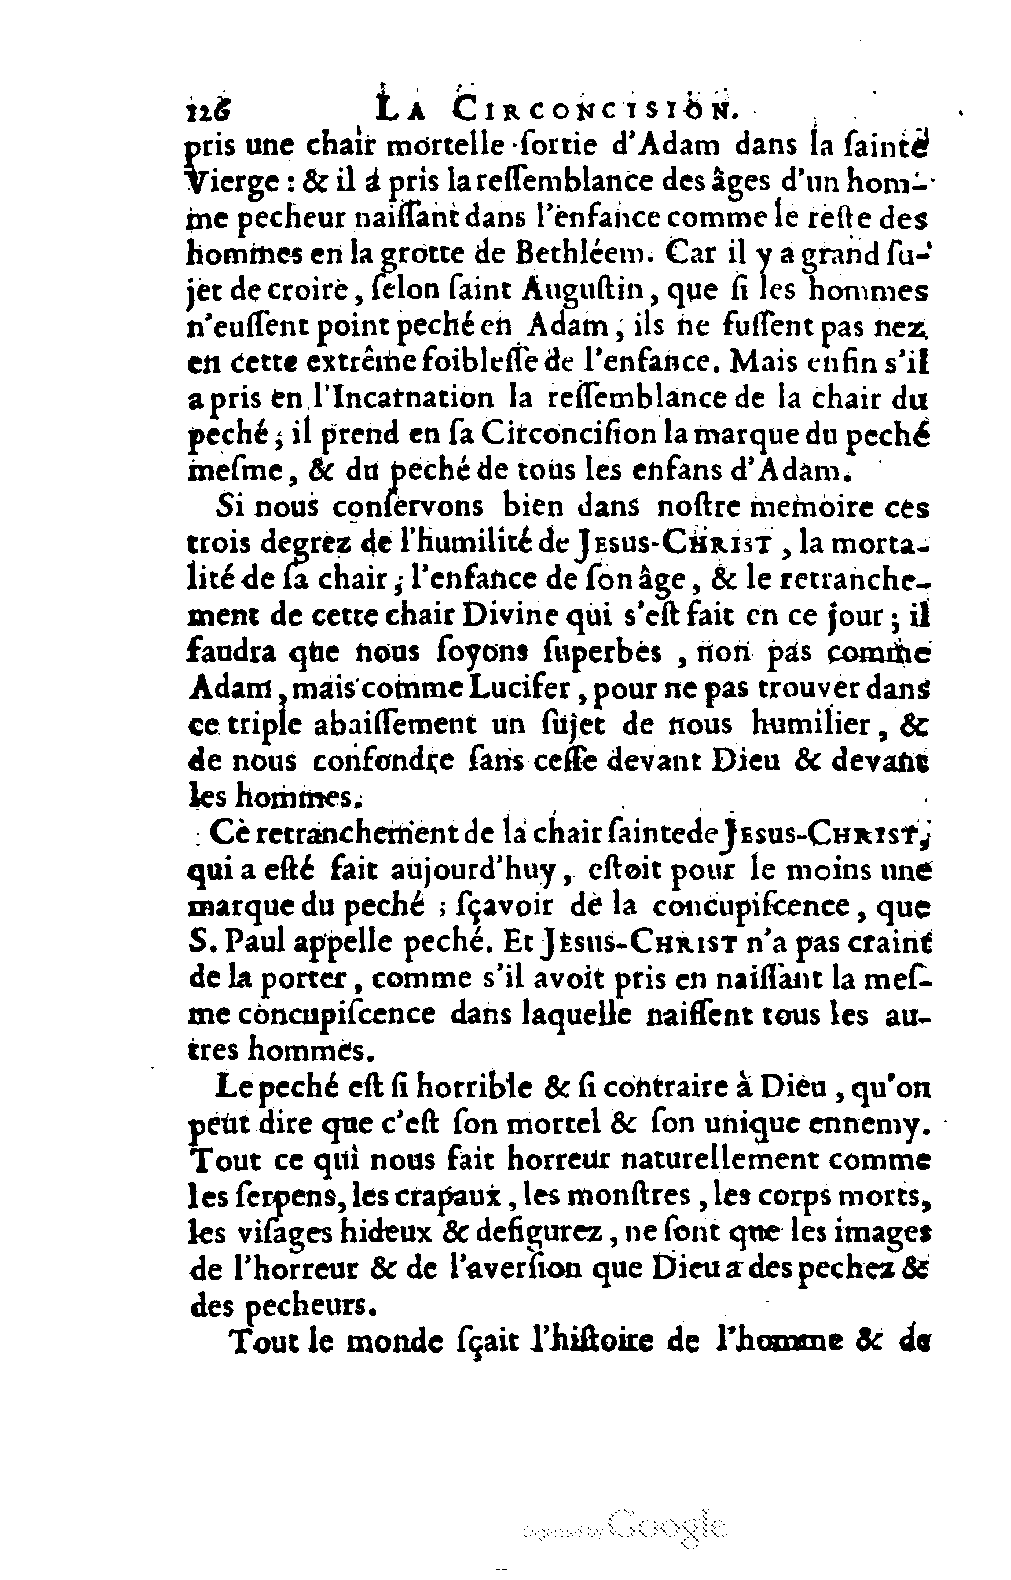 126 LA CIRCONCISION.
pris une chair mortelle ſortie d'Adam dans la ſainte
Vierge : & il a pris la reſſemblance des âges d'un hom-
me pecheur naiſſant dans l'enfance comme le reſte des
hommes en la grotte de Bethléem. Car il y a grand ſu-
jet de croire, ſelon ſaint Auguſtin, que ſi les hommes
n'euſſent point peché en Adam, ils ne fuſſent pas nez
en cette extrême foibleſſe de l'enfance. Mais enfin s'il
a pris en l'Incarnation la reſſemblance de la chair du
peché ; il prend en ſa Circonciſion la marque du peché
meſme, & du peché de tous les enfans d'Adam.
Si nous conſervons bien dans noſtre memoire ces
trois degrez de l'humilité de JESUS-CHRIST, la morta-
lité de ſa chair ; l'enfance de ſon âge, & le retranche-
ment de cette chair Divine qui s'eſt fait en ce jour ; il
faudra que nous ſoyons ſuperbes, non pas comme
Adam, mais comme Lucifer, pour ne pas trouver dans
ce triple abaiſſement un ſujet de nous humilier, &
de nous confondre ſans ceſſe devant Dieu & devant
les hommes.
Ce retranchement de la chair ſainte de JESUS-CHRIST,
qui a eſté fait aujourd'huy, eſtoit pour le moins une
marque du peché ; ſçavoir de la concupiſcence, que
S. Paul appelle peché. Et JESUS-CHRIST n'a pas craint
de la porter, comme s'il avoit pris en naiſſant la meſ-
me concupiſcence dans laquelle naiſſent tous les au-
tres hommes.
Le peché eſt ſi horrible & ſi contraire à Dieu, qu'on
peut dire que c'eſt ſon mortel & ſon unique ennemy.
Tout ce qui nous fait horreur naturellement comme
les ſerpens, les crapaux, les monſtres, les corps morts,
les viſages hideux & defigurez, ne ſont que les images
de l'horreur & de l'averſion que Dieu a des pechez &
des pecheurs.
Tout le monde ſçait l'hiſtoire de l'homme & de
Digitized by Google